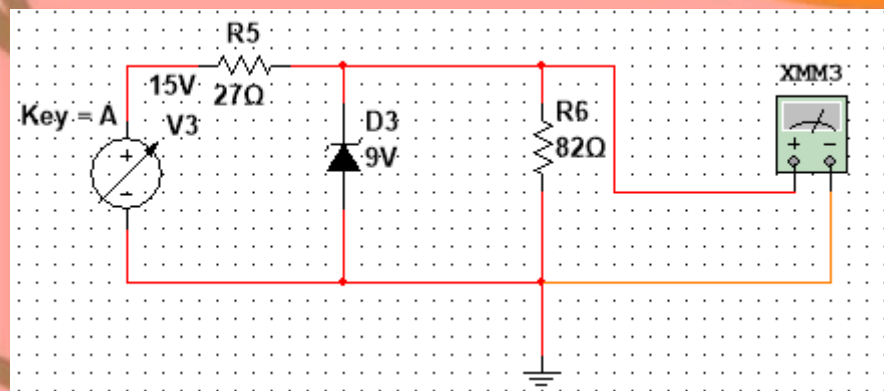 R5
15V
27Ω
Key = A
V3
D3
9V
R6
82Ω
XMM3